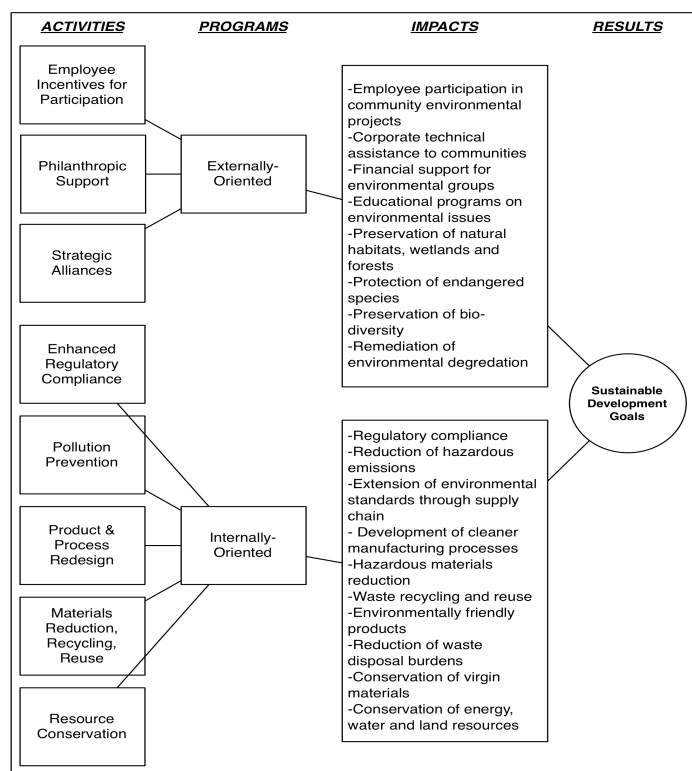 ACTIVITIES
PROGRAMS
IMPACTS
RESULTS
Employee
Incentives for
Participation
Philanthropic
Support
Strategic
Alliances
Externally-
Oriented
-Employee participation in
community environmental
projects
-Corporate technical
assistance to communities
-Financial support for
environmental groups
-Educational programs on
environmental issues
-Preservation of natural
habitats, wetlands and
forests
-Protection of endangered
species
-Preservation of bio-
diversity
-Remediation of
environmental degredation
Enhanced
Regulatory
Compliance
Pollution
Prevention
Product &
Process
Redesign
Materials
Reduction,
Recycling,
Reuse
Resource
Conservation
Internally-
Oriented
-Regulatory compliance
-Reduction of hazardous
emissions
-Extension of environmental
standards through supply
chain
- Development of cleaner
manufacturing processes
-Hazardous materials
reduction
-Waste recycling and reuse
-Environmentally friendly
products
-Reduction of waste
disposal burdens
-Conservation of virgin
materials
-Conservation of energy,
water and land resources
Sustainable
Development
Goals